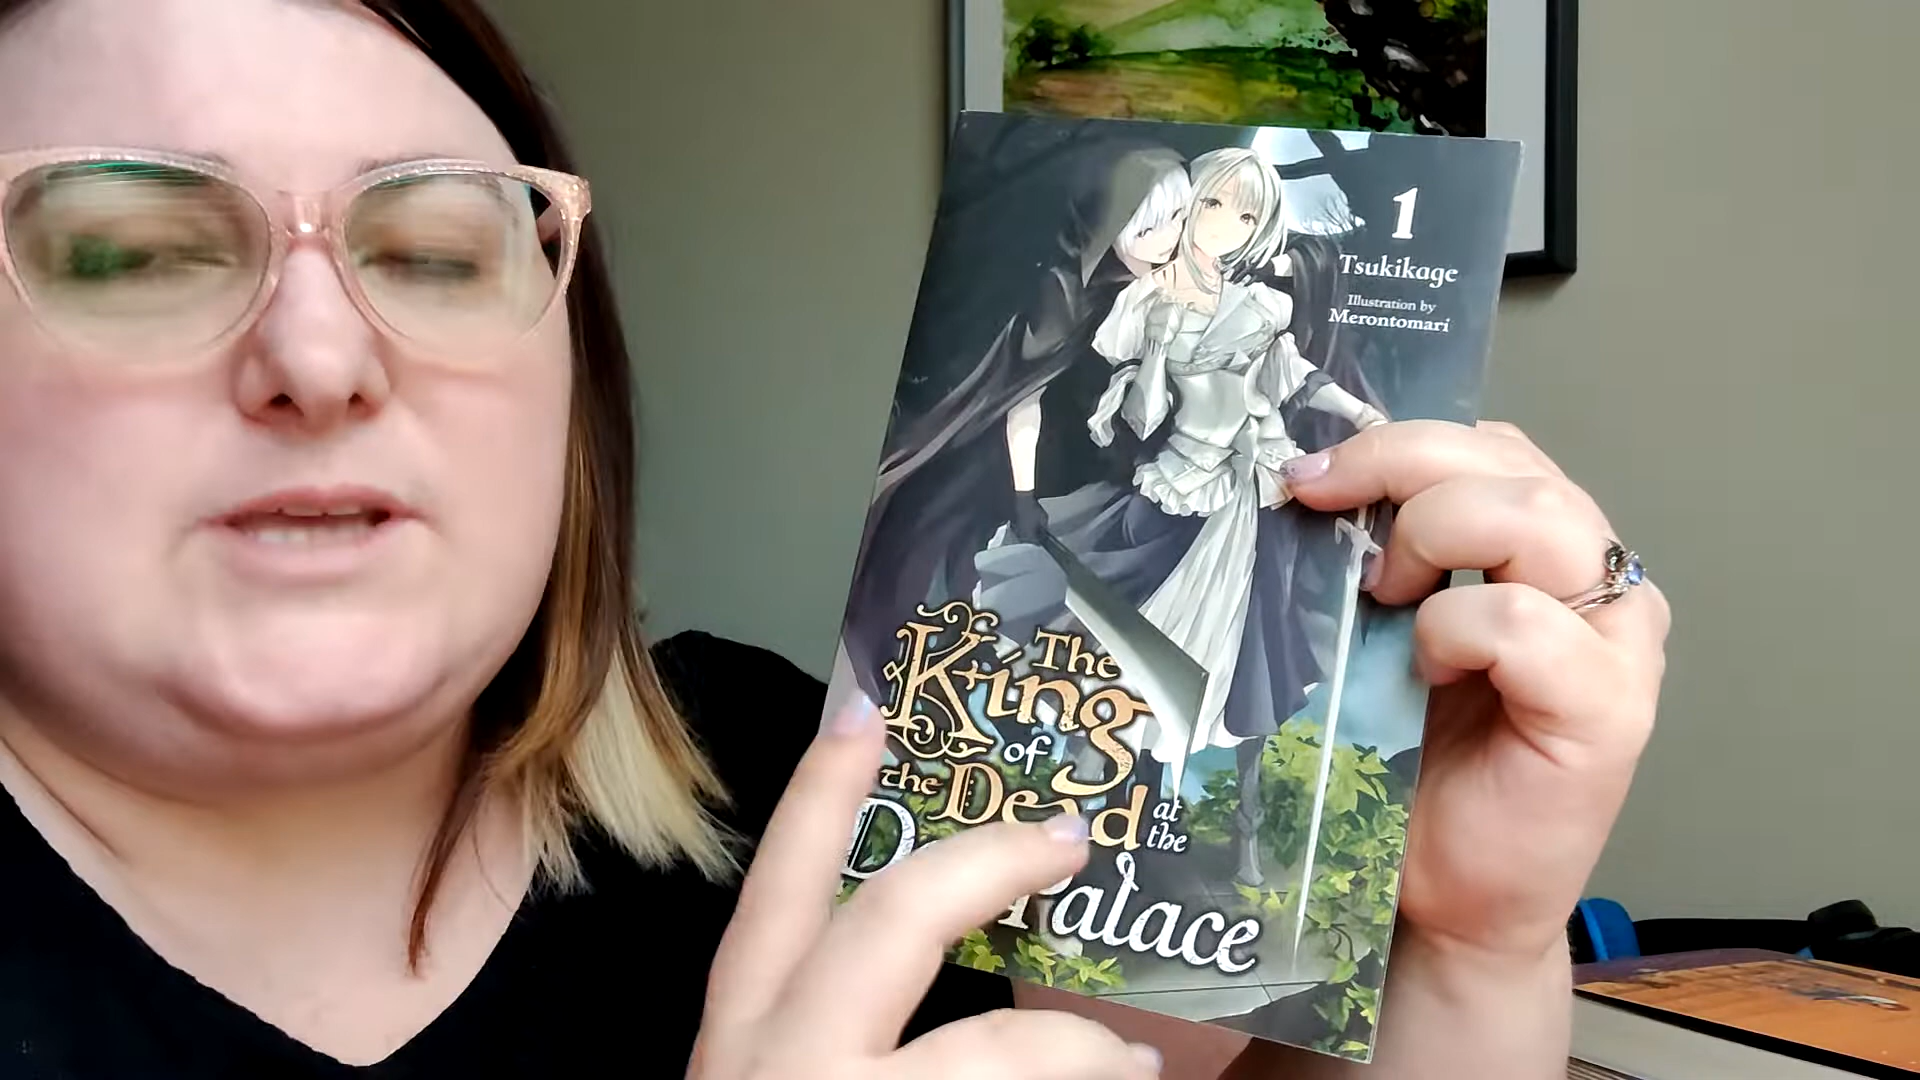 1
Tsukikage
Illustration by
Merontomari
The
King
of
the Dead at
the
Palace